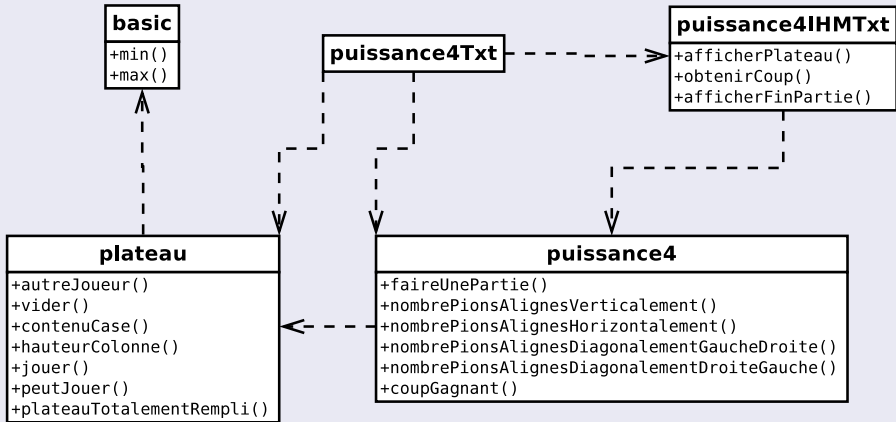 basic
+min()
+max()
puissance4Txt
puissance4IHMTxt
+afficherPlateau()
+obtenirCoup()
+afficherFinPartie()
plateau
+autreJoueur()
+vider()
+contenuCase()
+hauteurColonne()
+jouer()
+peutJouer()
+plateauTotalementRempli()
puissance4
+faireUnePartie()
+nombrePionsAlignesVerticalement()
+nombrePionsAlignesHorizontalement()
+nombrePionsAlignesDiagonalementGaucheDroite()
+nombrePionsAlignesDiagonalementDroiteGauche()
+coupGagnant()